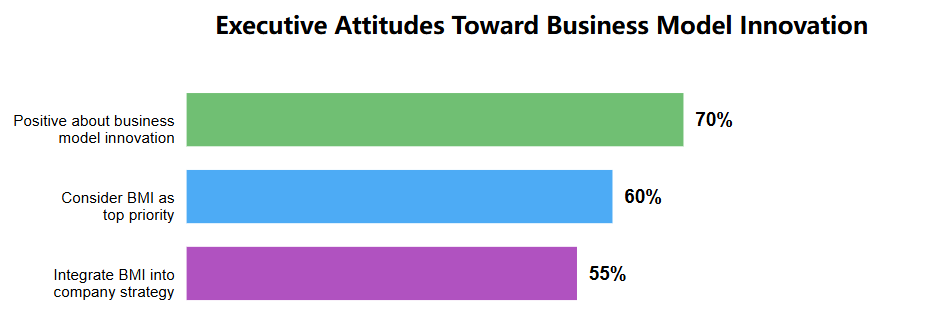 Executive Attitudes Toward Business Model Innovation
Positive about business
model innovation
70%
Consider BMI as
top priority
60%
Integrate BMI into
company strategy
55%